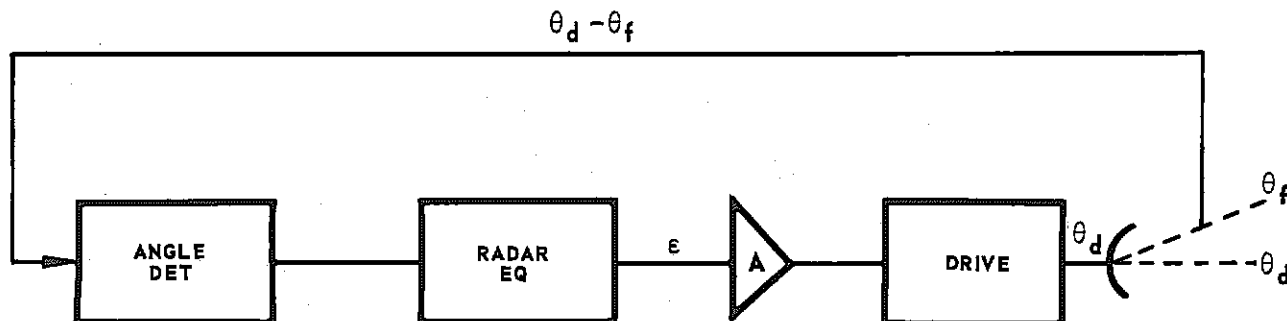 θd – θf
ANGLE
DET
RADAR
EQ
ε
A
DRIVE
θd
θf
θd